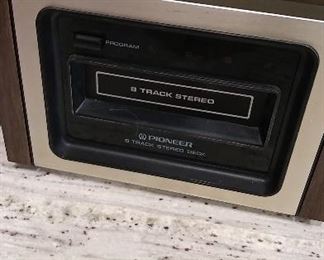 PROGRAM
8 TRACK STEREO
PIONEER
8 TRACK STEREO DECK